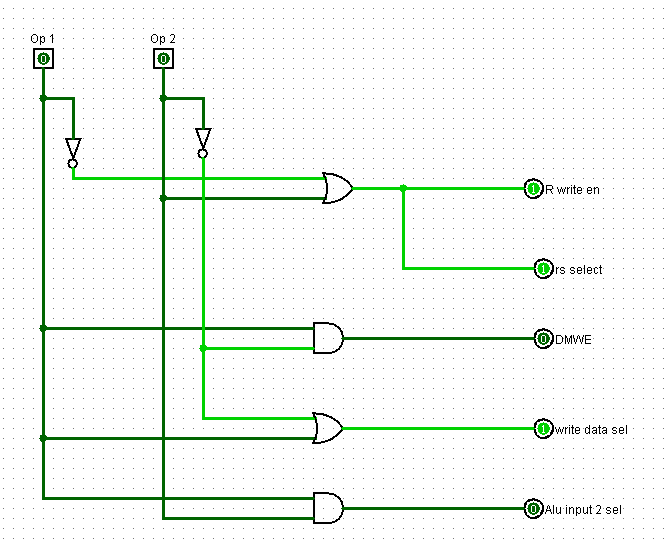 Op 1 Op 2
0 0
1 R write en
1 rs select
0 DMWE
1 write data sel
0 Alu input 2 sel